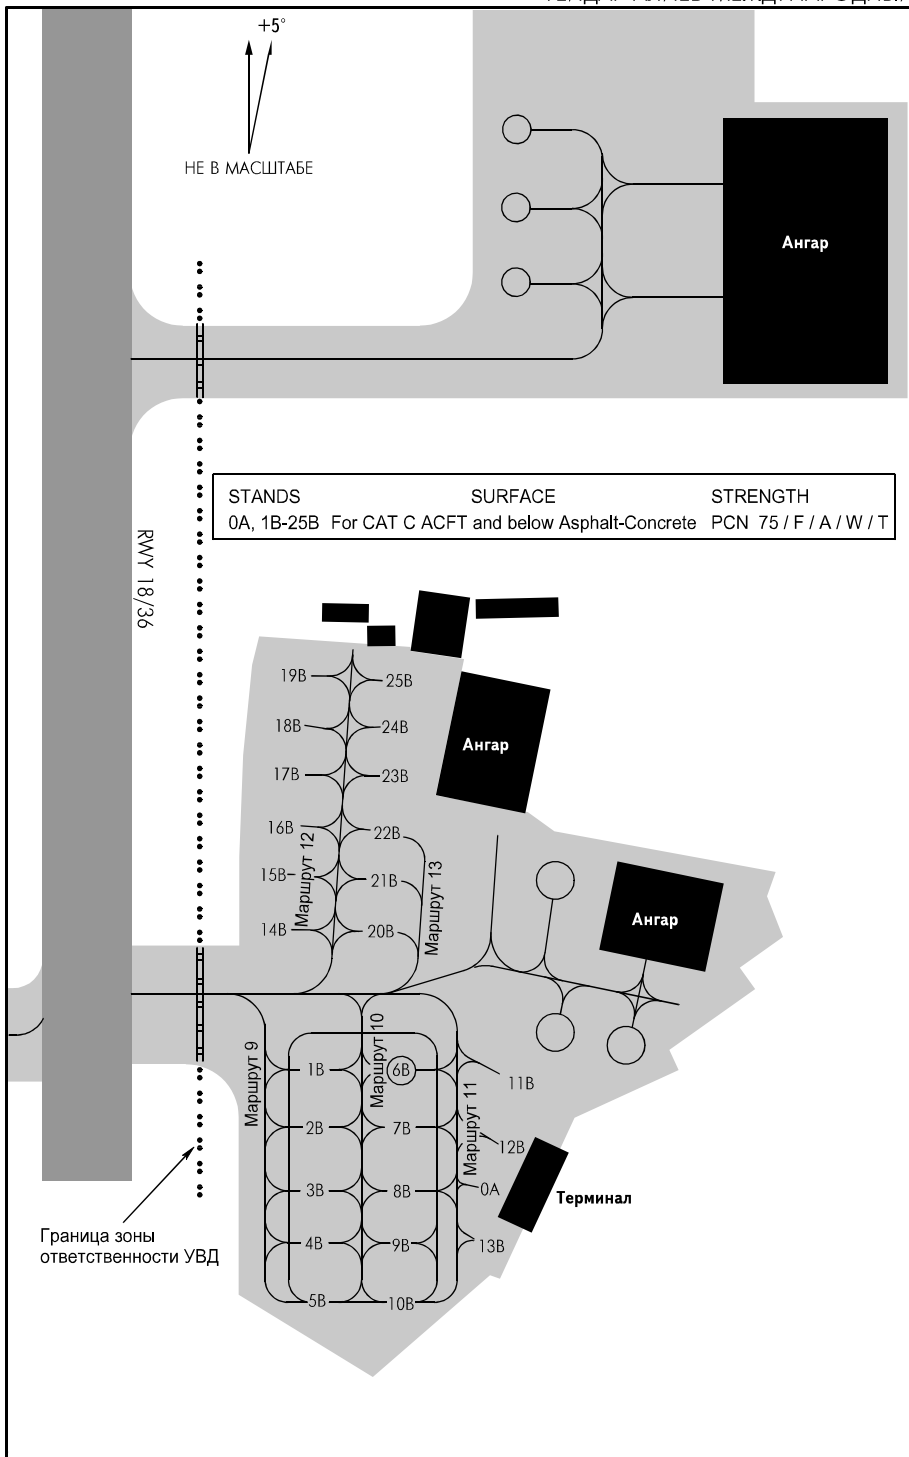 +5°
НЕ В МАСШТАБЕ
Ангар
STANDS SURFACE STRENGTH
0A, 1B-25B For CAT C ACFT and below Asphalt-Concrete PCN 75 / F / A / W / T
RWY 18/36
19B
25B
18B
24B
Ангар
17B
23B
16B
22B
Маршрут 12
15B
21B
Маршрут 13
Ангар
14B
20B
Маршрут 9
Маршрут 10
Маршрут 11
1B
6B
11B
2B
7B
12B
3B
8B
0A
Терминал
4B
9B
13B
5B
10B
Граница зоны
ответственности УВД